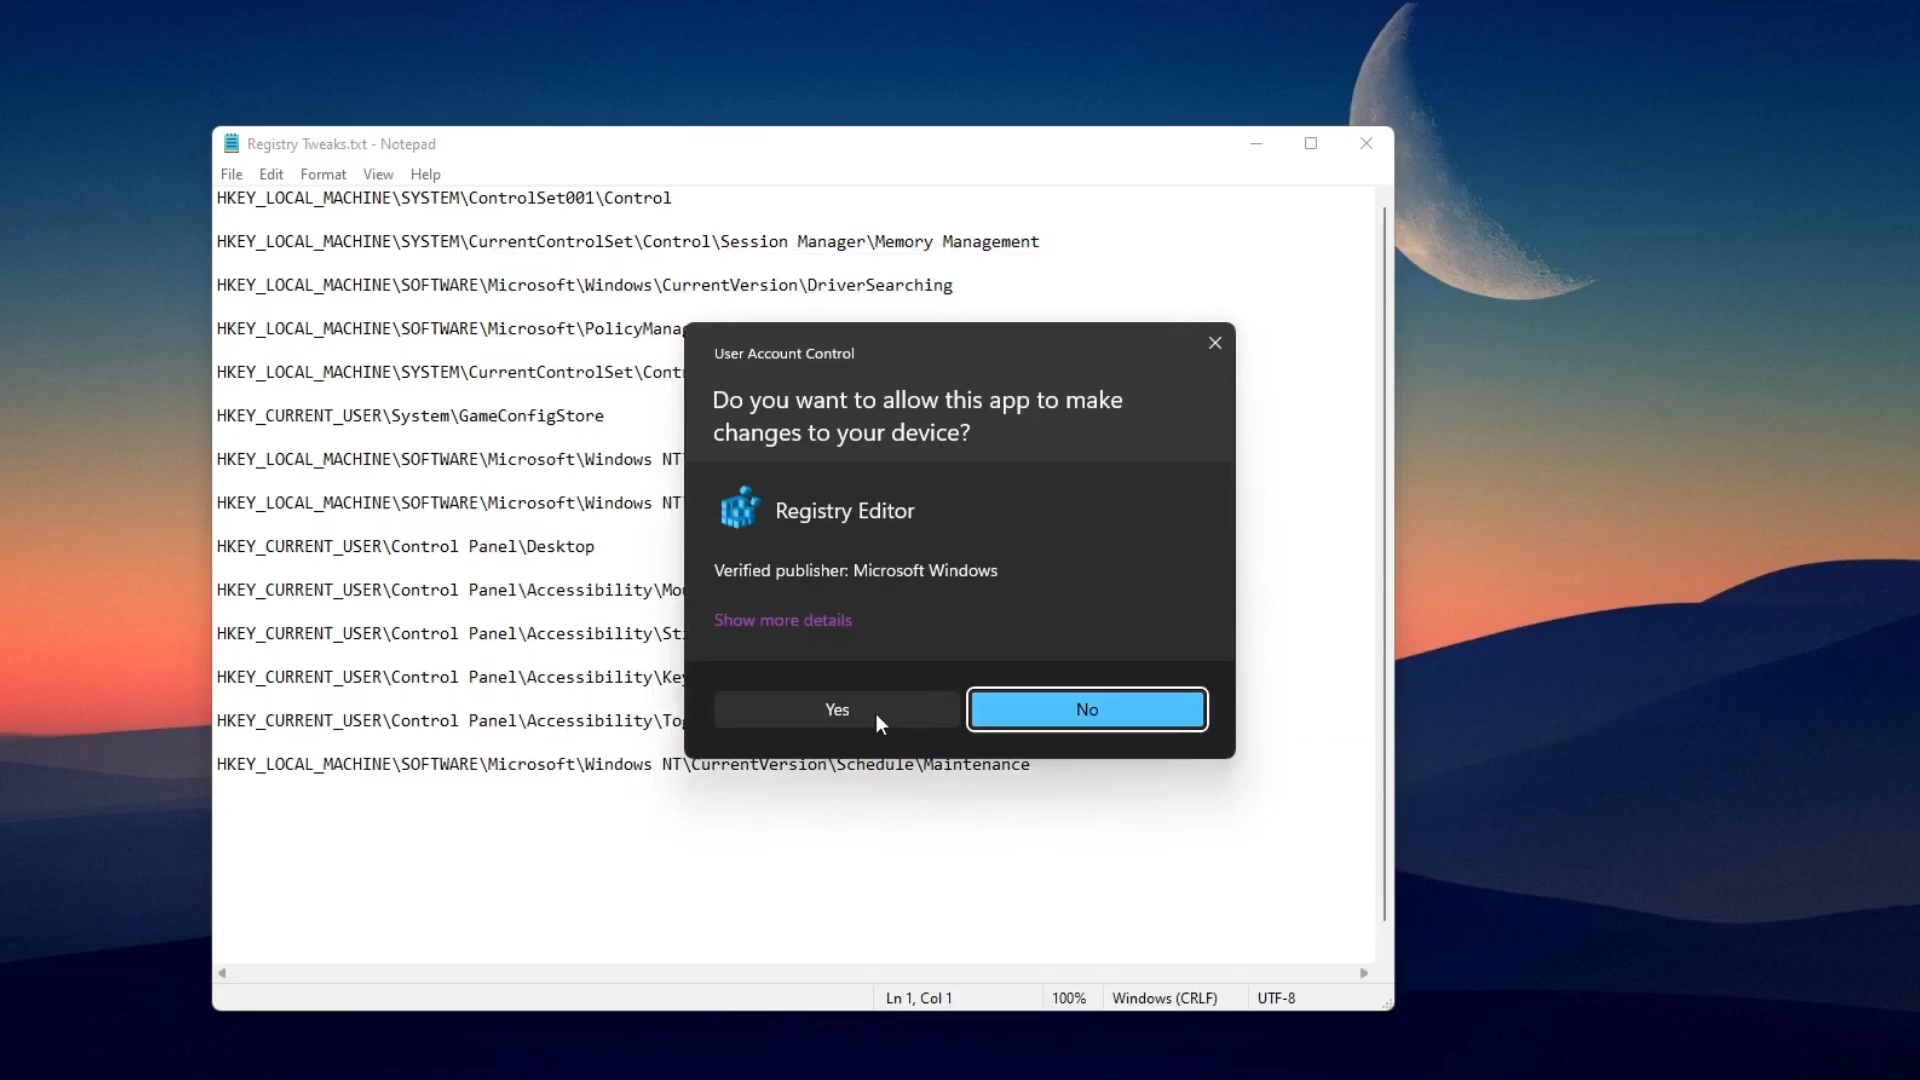 Registry Tweaks.txt - Notepad
File Edit Format View Help
HKEY_LOCAL_MACHINE\SYSTEM\ControlSet001\Control
HKEY_LOCAL_MACHINE\SYSTEM\CurrentControlSet\Control\Session Manager\Memory Management
HKEY_LOCAL_MACHINE\SOFTWARE\Microsoft\Windows\CurrentVersion\DriverSearching
HKEY_LOCAL_MACHINE\SOFTWARE\Microsoft\PolicyManag
HKEY_LOCAL_MACHINE\SYSTEM\CurrentControlSet\Cont
HKEY_CURRENT_USER\System\GameConfigStore
HKEY_LOCAL_MACHINE\SOFTWARE\Microsoft\Windows NT
HKEY_LOCAL_MACHINE\SOFTWARE\Microsoft\Windows NT
HKEY_CURRENT_USER\Control Panel\Desktop
HKEY_CURRENT_USER\Control Panel\Accessibility\Mou
HKEY_CURRENT_USER\Control Panel\Accessibility\Sti
HKEY_CURRENT_USER\Control Panel\Accessibility\Key
HKEY_CURRENT_USER\Control Panel\Accessibility\Tog
HKEY_LOCAL_MACHINE\SOFTWARE\Microsoft\Windows NT\CurrentVersion\Schedule\Maintenance
User Account Control
Do you want to allow this app to make
changes to your device?
Registry Editor
Verified publisher: Microsoft Windows
Show more details
Yes
No
Ln 1, Col 1
100%
Windows (CRLF)
UTF-8